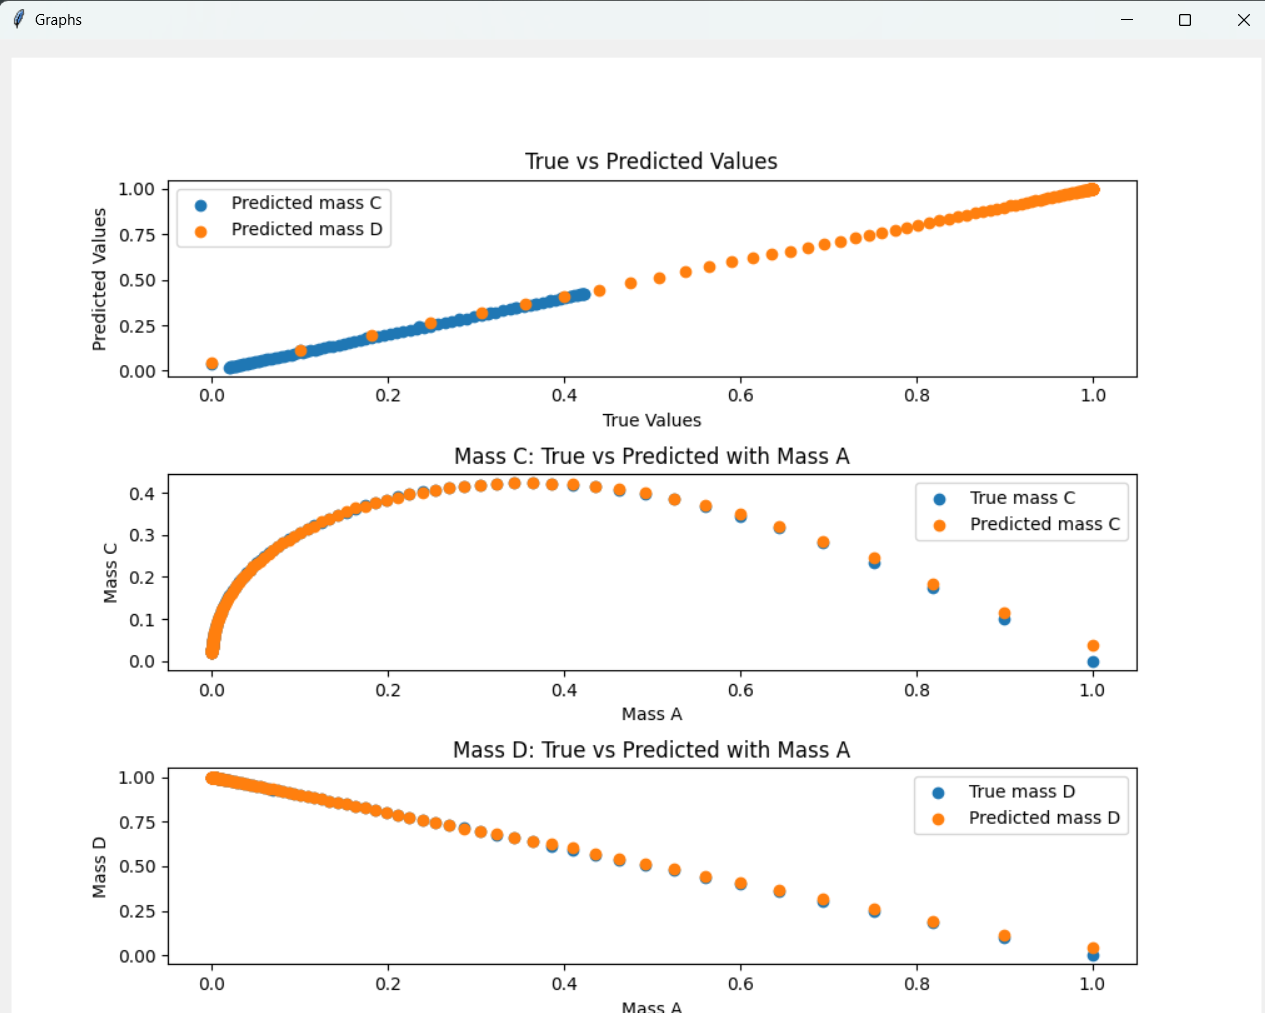 Graphs
True vs Predicted Values
Predicted mass C
Predicted mass D
Predicted Values
1.00
0.75
0.50
0.25
0.00
0.0 0.2 0.4 0.6 0.8 1.0
True Values
Mass C: True vs Predicted with Mass A
True mass C
Predicted mass C
Mass C
0.4
0.3
0.2
0.1
0.0
0.0 0.2 0.4 0.6 0.8 1.0
Mass A
Mass D: True vs Predicted with Mass A
True mass D
Predicted mass D
Mass D
1.00
0.75
0.50
0.25
0.00
0.0 0.2 0.4 0.6 0.8 1.0
Mass A